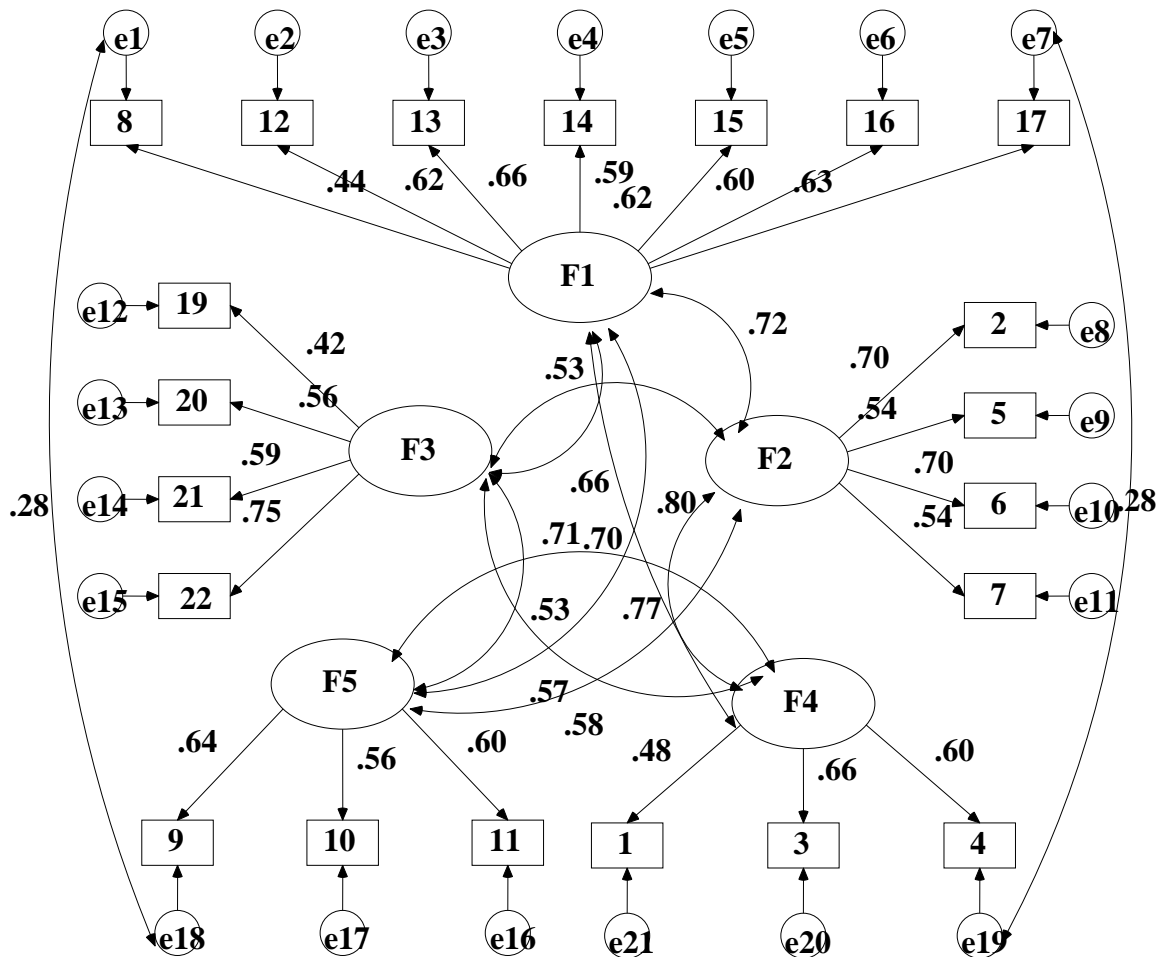 e1 e2 e3 e4 e5 e6 e7
8 12 13 14 15 16 17
.44 .62 .66 .59 .62 .60 .63
F1
e12 19 2 e8
.72
.42 .53 .70
e13 20 .56 .54 5 e9
F3 F2
.59 .70
e14 21 .75 .66 .80 .54 6 e10
.28 .28
.71 .70
e15 22 .53 .77 7 e11
F5 .57 F4
.58
.64 .56 .60 .48 .66 .60
9 10 11 1 3 4
e18 e17 e16 e21 e20 e19